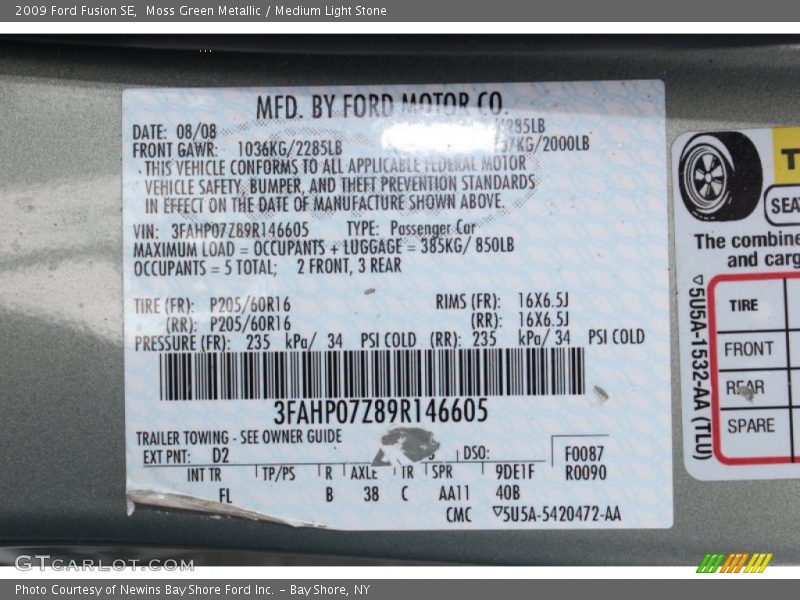 2009 Ford Fusion SE, Moss Green Metallic / Medium Light Stone
MFD. BY FORD MOTOR CO.
DATE: 08/08
FRONT GAWR: 1036KG/2285LB 2000LB
THIS VEHICLE CONFORMS TO ALL APPLICABLE FEDERAL MOTOR
VEHICLE SAFETY, BUMPER, AND THEFT PREVENTION STANDARDS
IN EFFECT ON THE DATE OF MANUFACTURE SHOWN ABOVE.
VIN: 3FAHP07Z89R146605 TYPE: Passenger Car
MAXIMUM LOAD = OCCUPANTS + LUGGAGE = 385KG/ 850LB
OCCUPANTS = 5 TOTAL; 2 FRONT, 3 REAR
TIRE (FR): P205/60R16 RIMS (FR): 16X6.5J
(RR): P205/60R16 (RR): 16X6.5J
PRESSURE (FR): 235 kPa/ 34 PSI COLD (RR): 235 kPa/ 34 PSI COLD
3FAHP07Z89R146605
TRAILER TOWING - SEE OWNER GUIDE
EXT PNT: D2 DSO: F0087
INT TR TP/PS R AXLE TR SPR 9DE1F R0090
FL B 38 C AA11 40B
CMC ▽5U5A-5420472-AA
T
SEA
The combine
and carg
TIRE
FRONT
REAR
SPARE
▽5U5A-1532-AA (TLU)
GTCARLOT.COM
Photo Courtesy of Newins Bay Shore Ford Inc. - Bay Shore, NY